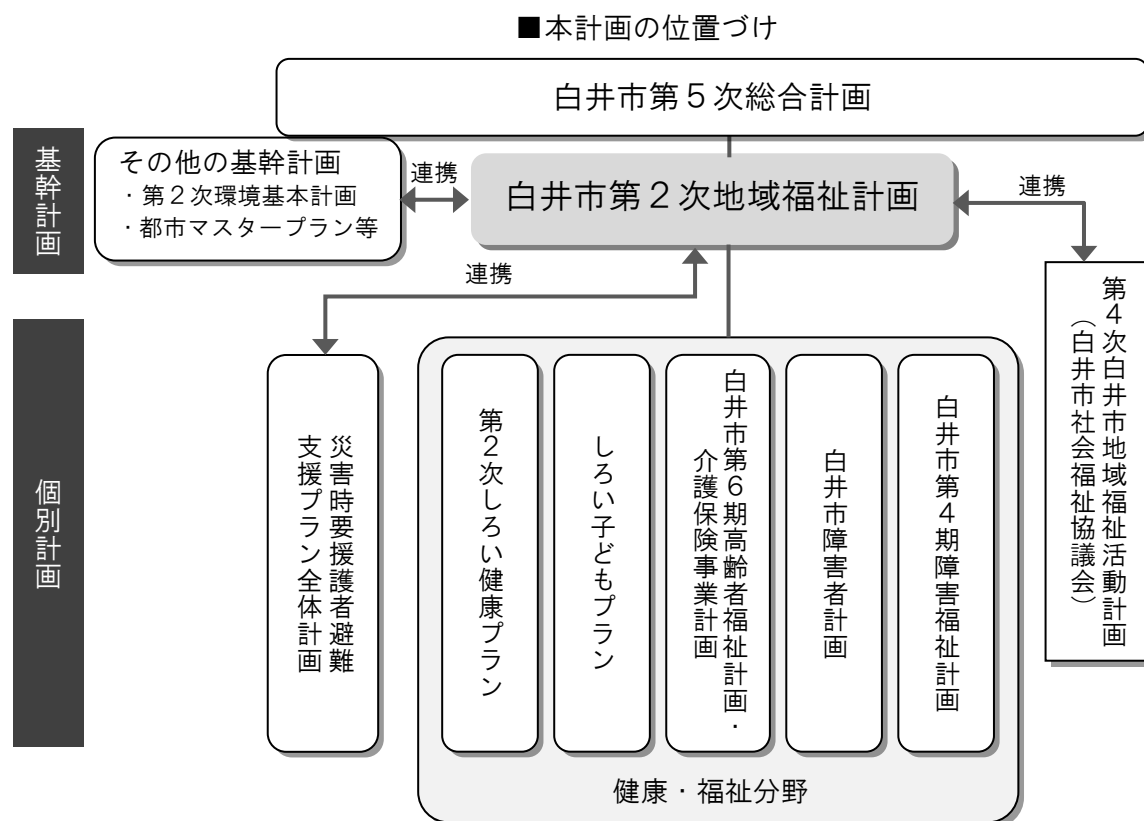 ■本計画の位置づけ
白井市第５次総合計画
基幹計画
その他の基幹計画
・第２次環境基本計画
・都市マスタープラン等
連携
白井市第２次地域福祉計画
連携
連携
個別計画
災害時要援護者避難
支援プラン全体計画
第２次しろい健康プラン
しろい子どもプラン
白井市第６期高齢者福祉計画・
介護保険事業計画
白井市障害者計画
白井市第４期障害福祉計画
第４次白井市地域福祉活動計画
（白井市社会福祉協議会）
健康・福祉分野